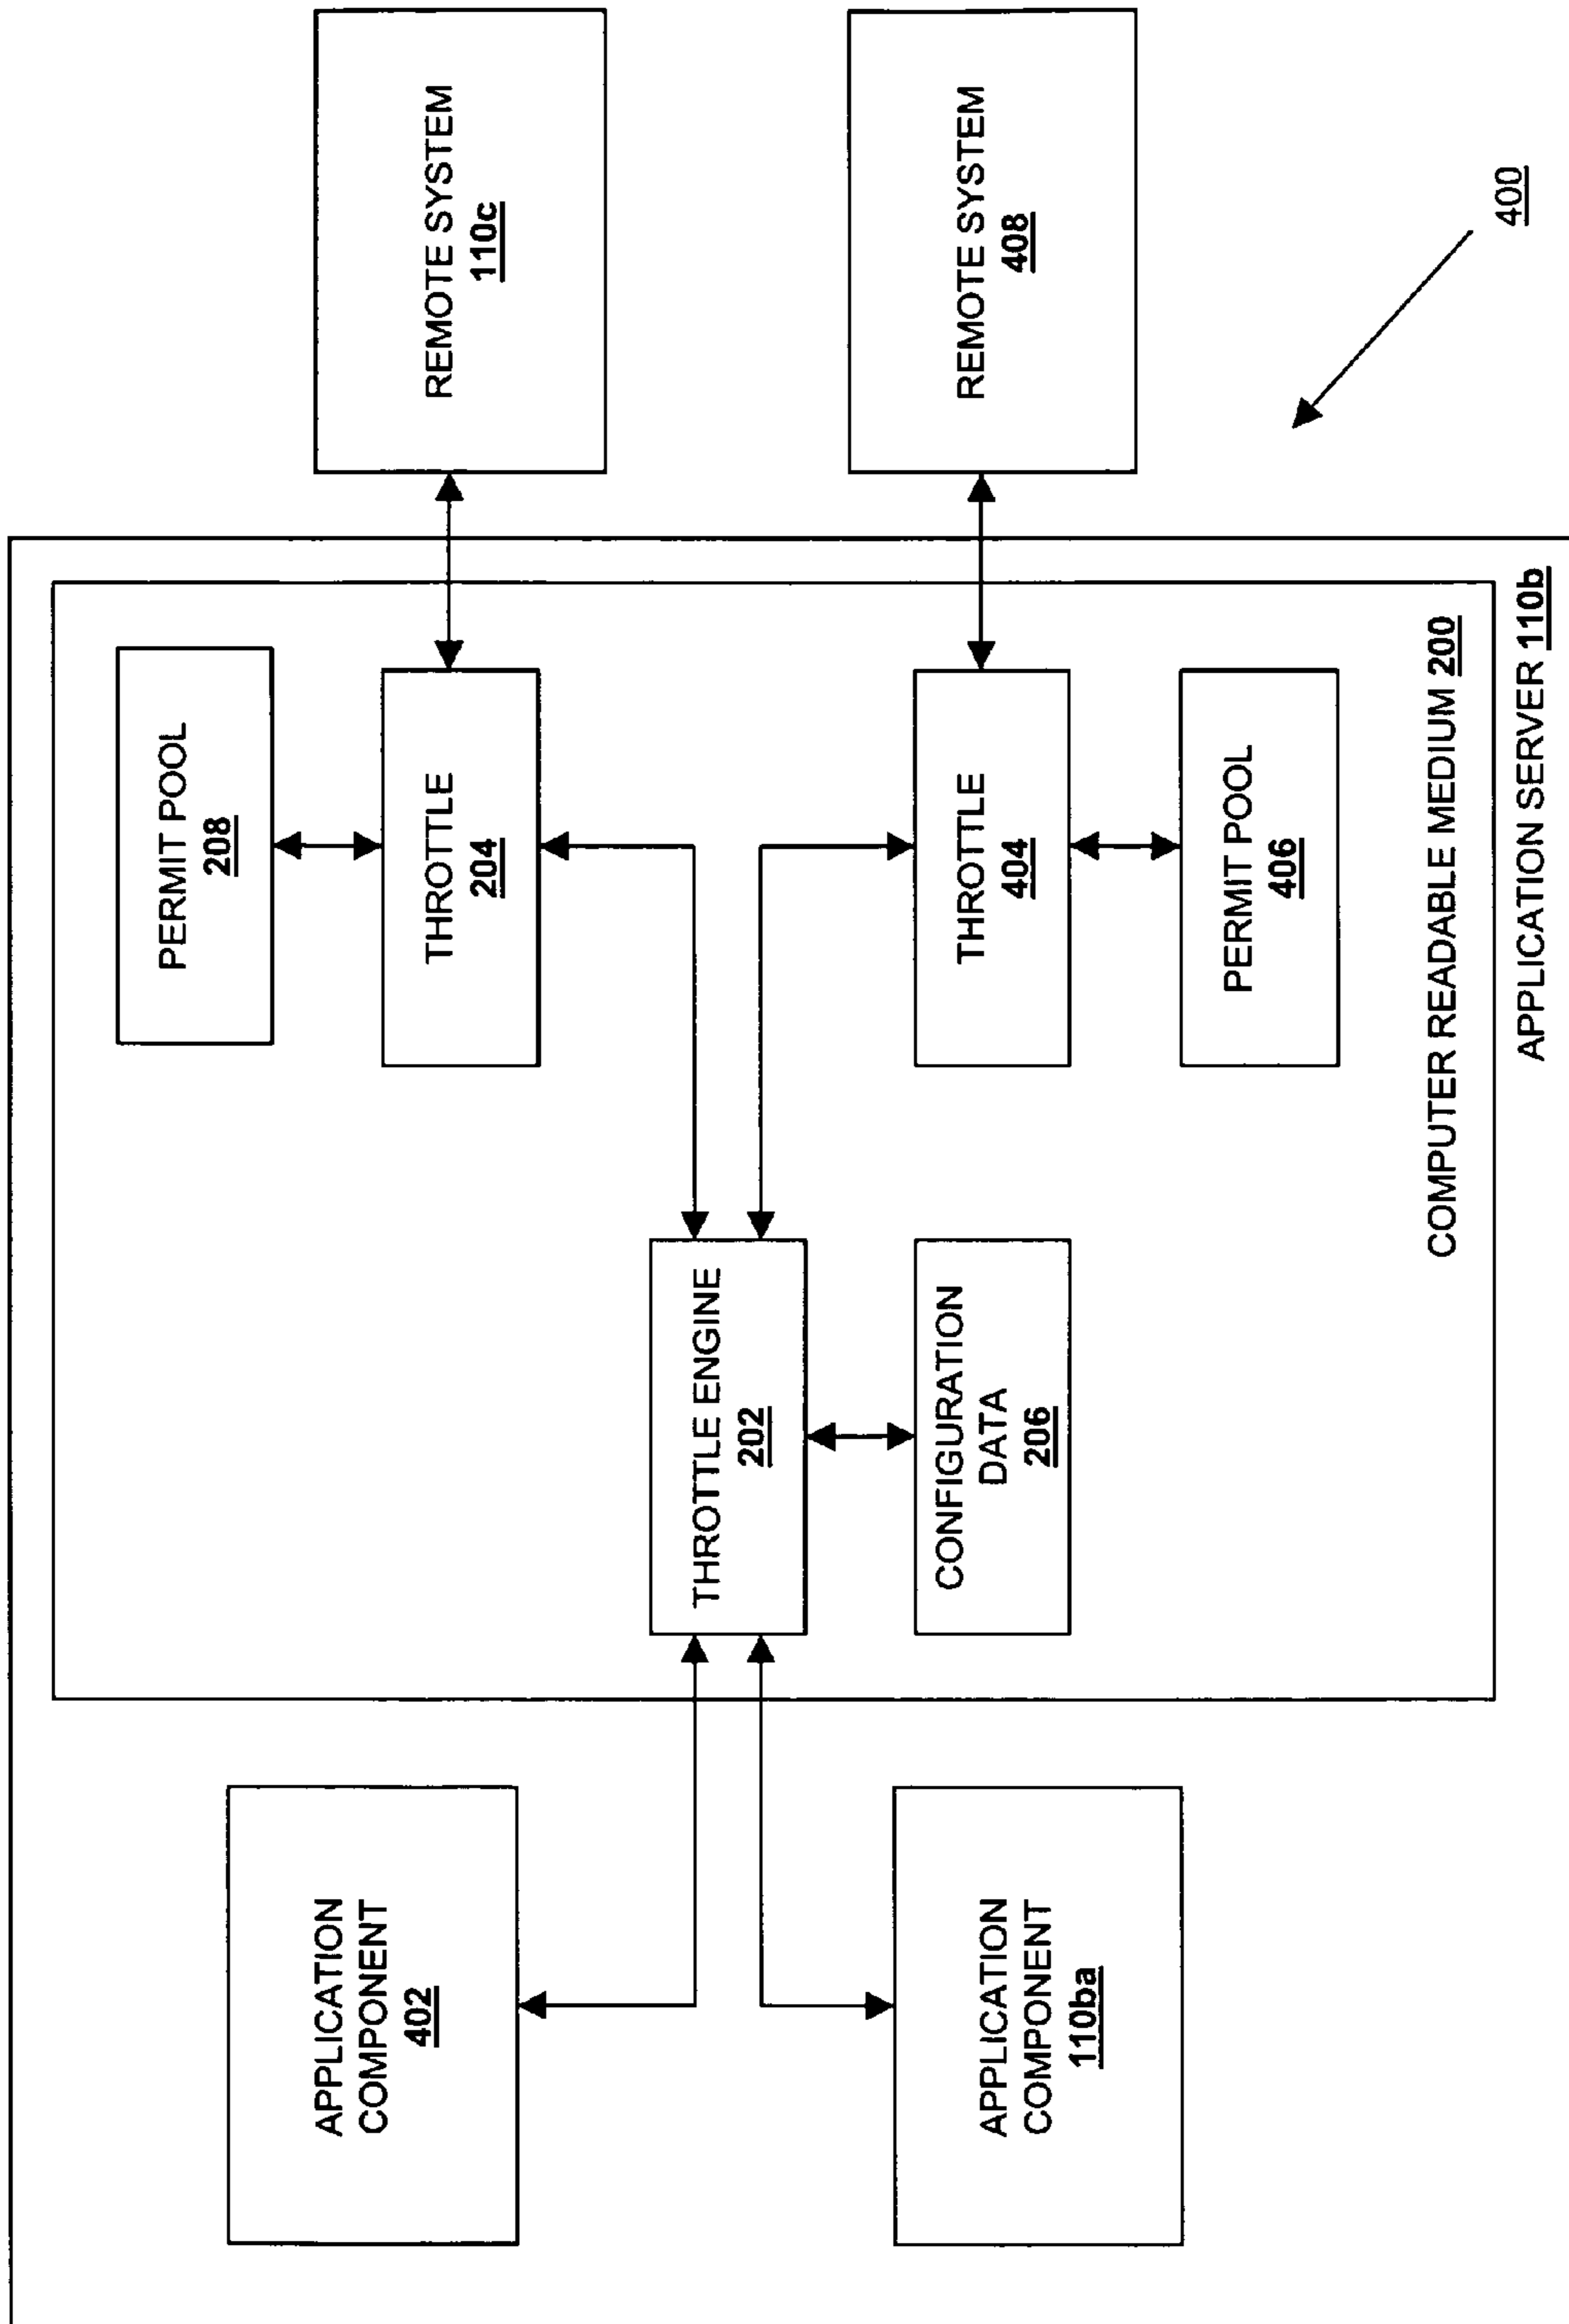 APPLICATION
COMPONENT
402
APPLICATION
COMPONENT
110ba
THROTTLE ENGINE
202
CONFIGURATION
DATA
206
PERMIT POOL
208
THROTTLE
204
THROTTLE
404
PERMIT POOL
406
COMPUTER READABLE MEDIUM 200
APPLICATION SERVER 110b
REMOTE SYSTEM
110c
REMOTE SYSTEM
408
400